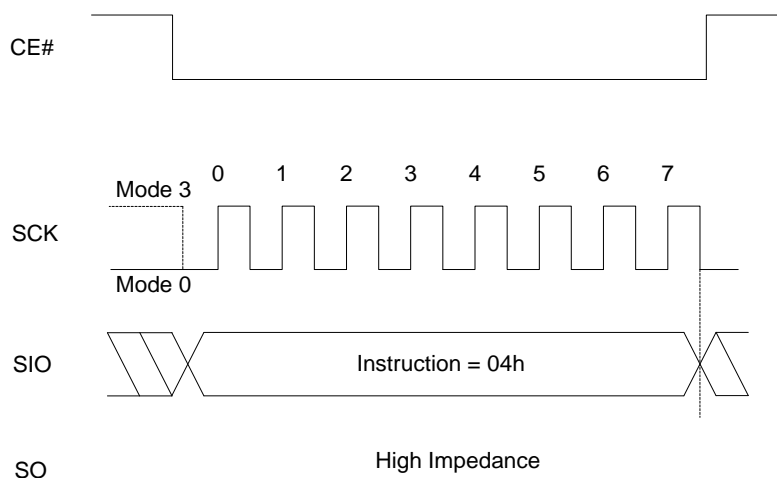 CE#
0 1 2 3 4 5 6 7
Mode 3
SCK
Mode 0
SIO
Instruction = 04h
SO
High Impedance